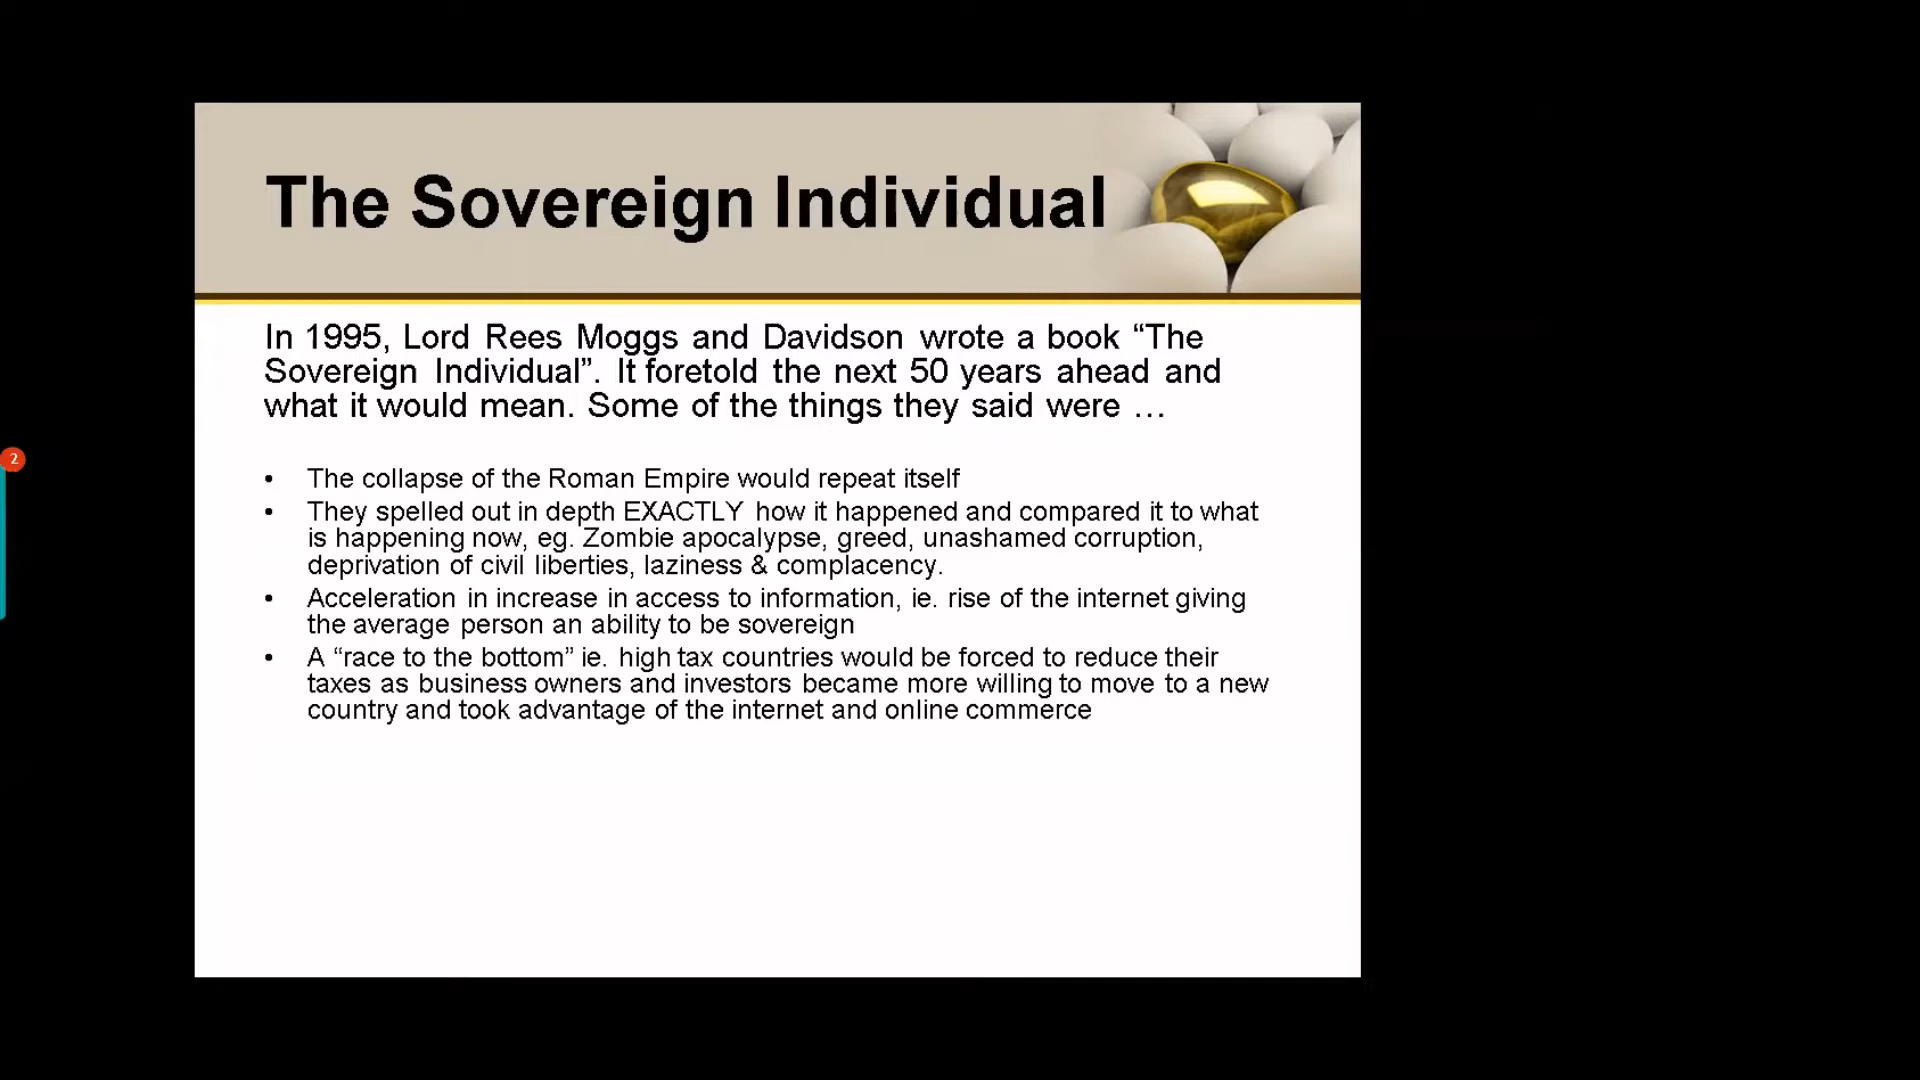 The Sovereign Individual
In 1995, Lord Rees Moggs and Davidson wrote a book “The
Sovereign Individual”. It foretold the next 50 years ahead and
what it would mean. Some of the things they said were …
• The collapse of the Roman Empire would repeat itself
• They spelled out in depth EXACTLY how it happened and compared it to what
is happening now, eg. Zombie apocalypse, greed, unashamed corruption,
deprivation of civil liberties, laziness & complacency.
• Acceleration in increase in access to information, ie. rise of the internet giving
the average person an ability to be sovereign
• A “race to the bottom” ie. high tax countries would be forced to reduce their
taxes as business owners and investors became more willing to move to a new
country and took advantage of the internet and online commerce
2